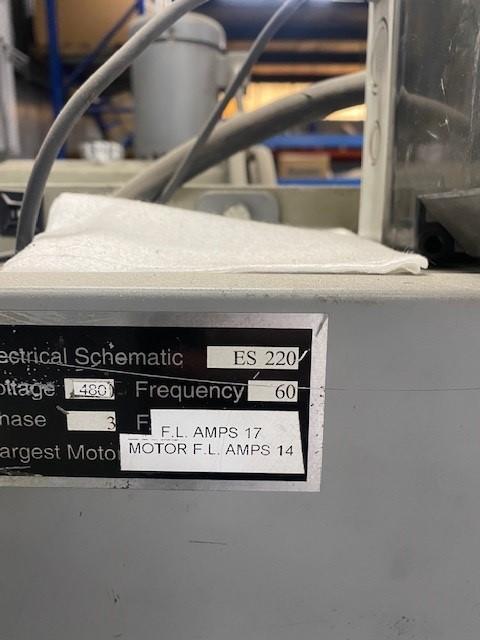 ectrical Schematic ES 220
oltage 480 Frequency 60
hase 3 F
F.L. AMPS 17
argest Motor MOTOR F.L. AMPS 14